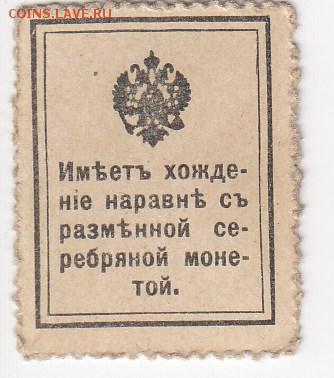 COINS.LAVE.RU
Имѣетъ хожде-
ніе наравнѣ съ
размѣнной се-
ребряной моне-
той.